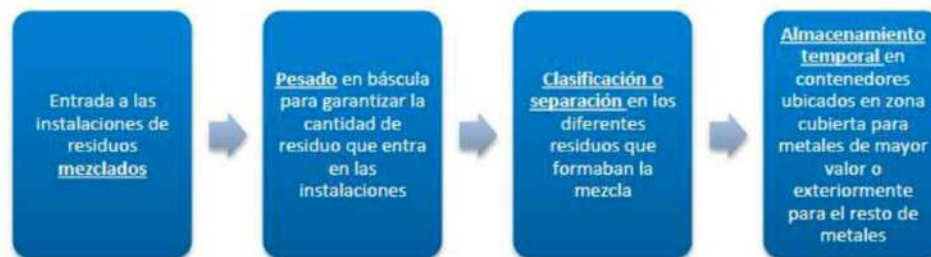 Entrada a las
instalaciones de
residuos
mezclados
Pesado en báscula
para garantizar la
cantidad de
residuo que entra
en las
instalaciones
Clasificación o
separación en los
diferentes
residuos que
formaban la
mezcla
Almacenamiento
temporal en
contenedores
ubicados en zona
cubierta para
metales de mayor
valor o
exteriormente
para el resto de
metales